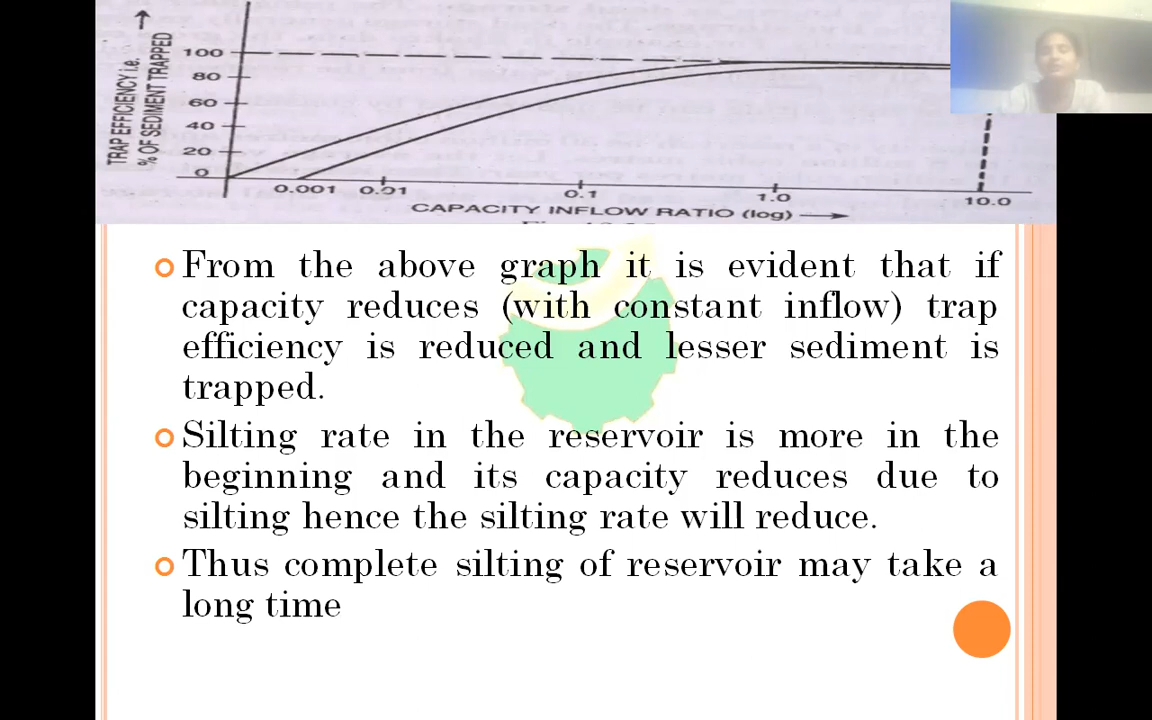 TRAP EFFICIENCY i.e.
% OF SEDIMENT TRAPPED
100
80
60
40
20
0
0.001 0.01 0.1 1.0 10.0
CAPACITY INFLOW RATIO (log)
From the above graph it is evident that if
capacity reduces (with constant inflow) trap
efficiency is reduced and lesser sediment is
trapped.
Silting rate in the reservoir is more in the
beginning and its capacity reduces due to
silting hence the silting rate will reduce.
Thus complete silting of reservoir may take a
long time